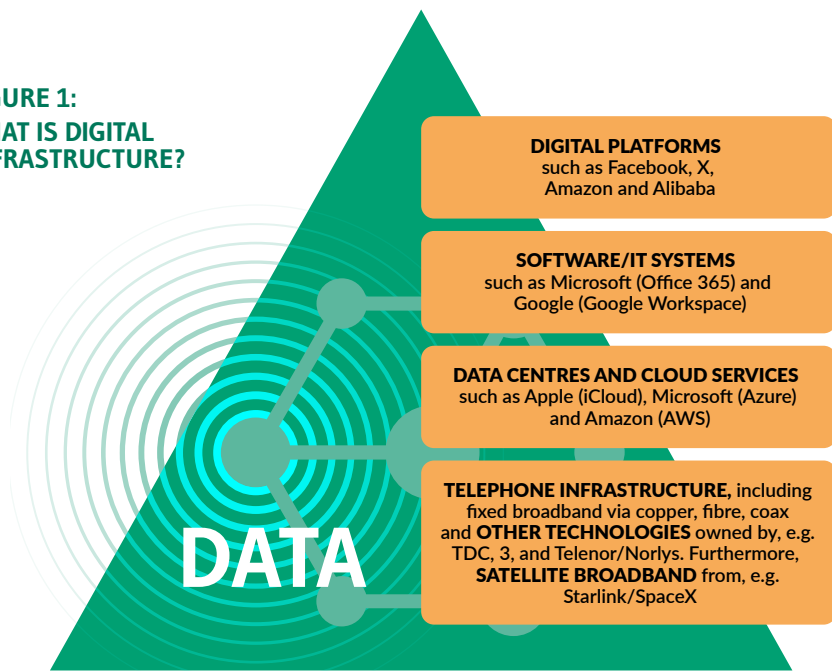 GURE 1:
AT IS DIGITAL
FRASTRUCTURE?
DIGITAL PLATFORMS
such as Facebook, X,
Amazon and Alibaba
SOFTWARE/IT SYSTEMS
such as Microsoft (Office 365) and
Google (Google Workspace)
DATA CENTRES AND CLOUD SERVICES
such as Apple (iCloud), Microsoft (Azure)
and Amazon (AWS)
TELEPHONE INFRASTRUCTURE, including
fixed broadband via copper, fibre, coax
and OTHER TECHNOLOGIES owned by, e.g.
TDC, 3, and Telenor/Norlys. Furthermore,
SATELLITE BROADBAND from, e.g.
Starlink/SpaceX
DATA